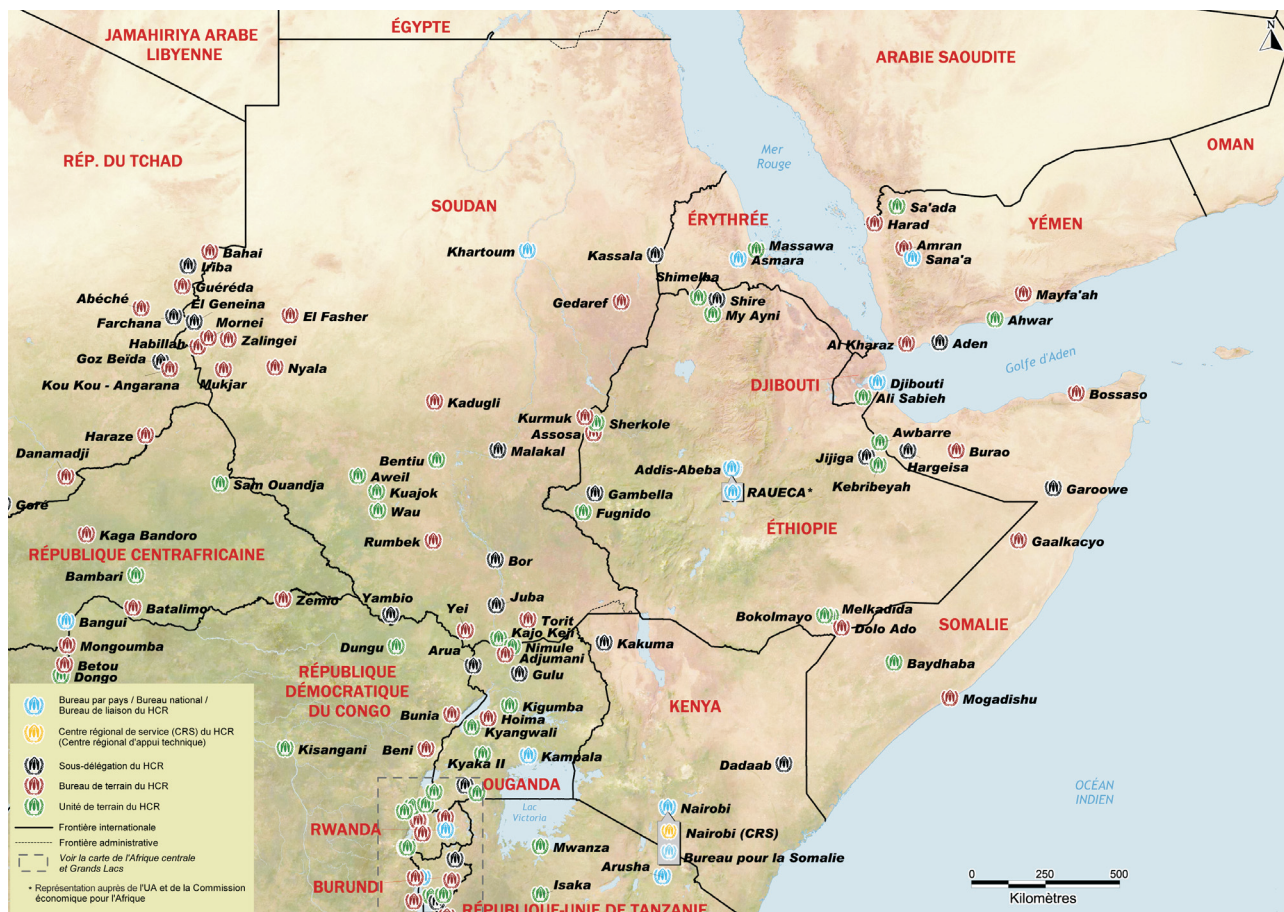 JAMAHIRIYA ARABE
LIBYENNE
ÉGYPTE
ARABIE SAOUDITE
N
OMAN
RÉP. DU TCHAD
Mer
Rouge
SOUDAN
ÉRYTHRÉE
YÉMEN
Sa'ada
Harad
Amran
Sana'a
Mayfa'ah
Ahwar
Aden
Al Kharaz
Golfe d'Aden
Khartoum
Kassala
Massawa
Asmara
Shimelba
Shire
My Ayni
Gedaref
Bahai
Iriba
Guéréda
Abéché
El Geneina
Farchana
Mornei
El Fasher
Habillah
Zalingei
Goz Beïda
Kou Kou - Angarana
Mukjar
Nyala
DJIBOUTI
Djibouti
Ali Sabieh
Bossaso
Kadugli
Kurmuk
Sherkole
Assosa
Haraze
Danamadji
Malakal
Bentiu
Aweil
Kuajok
Wau
Sam Ouandja
Goré
Awbarre
Jijiga
Hargeisa
Burao
Kebribeyah
Addis-Abeba
RAUECA*
Garoowe
Gambella
Fugnido
ÉTHIOPIE
Gaalkacyo
Kaga Bandoro
RÉPUBLIQUE CENTRAFRICAINE
Rumbek
Bor
Bambari
Batalimo
Zemio
Yambio
Juba
Bangui
Yei
Torit
Kajo Keji
Nimule
Bokolmayo
Melkadida
Dolo Ado
SOMALIE
Mongoumba
Betou
Dongo
Dungu
Arua
Adjumani
Gulu
Kakuma
Baydhaba
RÉPUBLIQUE
DÉMOCRATIQUE
DU CONGO
Mogadishu
KENYA
Kigumba
Bunia
Hoima
Kyangwali
Kisangani
Beni
Kyaka II
Kampala
Dadaab
OUGANDA
OCÉAN
INDIEN
Lac
Victoria
Nairobi
Nairobi (CRS)
Bureau pour la Somalie
RWANDA
Mwanza
Arusha
BURUNDI
Isaka
RÉPUBLIQUE-UNIE DE TANZANIE
Bureau par pays / Bureau national /
Bureau de liaison du HCR
Centre régional de service (CRS) du HCR
(Centre régional d'appui technique)
Sous-délégation du HCR
Bureau de terrain du HCR
Unité de terrain du HCR
Frontière internationale
Frontière administrative
Voir la carte de l'Afrique centrale
et Grands Lacs
* Représentation auprès de l'UA et de la Commission
économique pour l'Afrique
0 250 500
Kilomètres